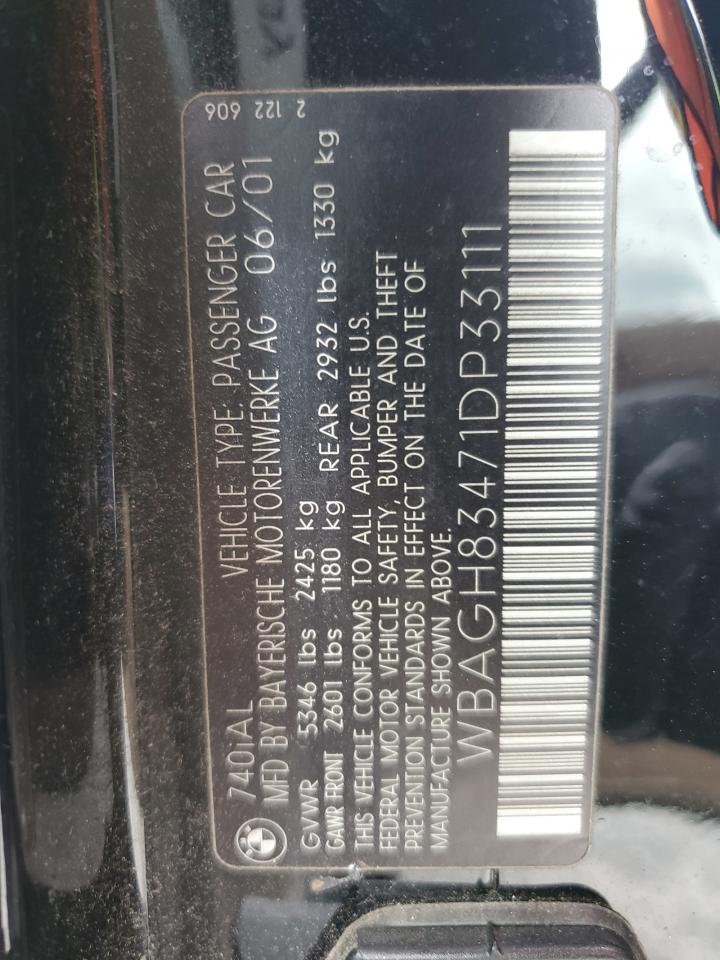 740iAL VEHICLE TYPE: PASSENGER CAR
MFD BY BAYERISCHE MOTORENWERKE AG 06/01
GVWR 5346 lbs 2425 kg
GAWR FRONT 2601 lbs 1180 kg REAR 2932 lbs 1330 kg
THIS VEHICLE CONFORMS TO ALL APPLICABLE U.S.
FEDERAL MOTOR VEHICLE SAFETY, BUMPER AND THEFT
PREVENTION STANDARDS IN EFFECT ON THE DATE OF
MANUFACTURE SHOWN ABOVE.
WBAGH83471DP33111
2 122 606